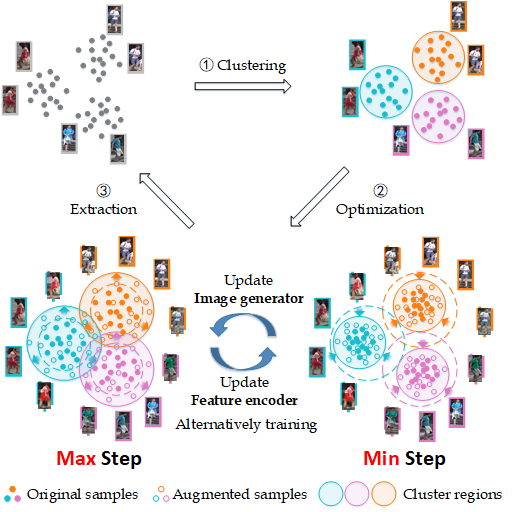 ① Clustering
③
Extraction
②
Optimization
Update
Image generator
Update
Feature encoder
Alternatively training
Max Step
Min Step
Original samples
Augmented samples
Cluster regions